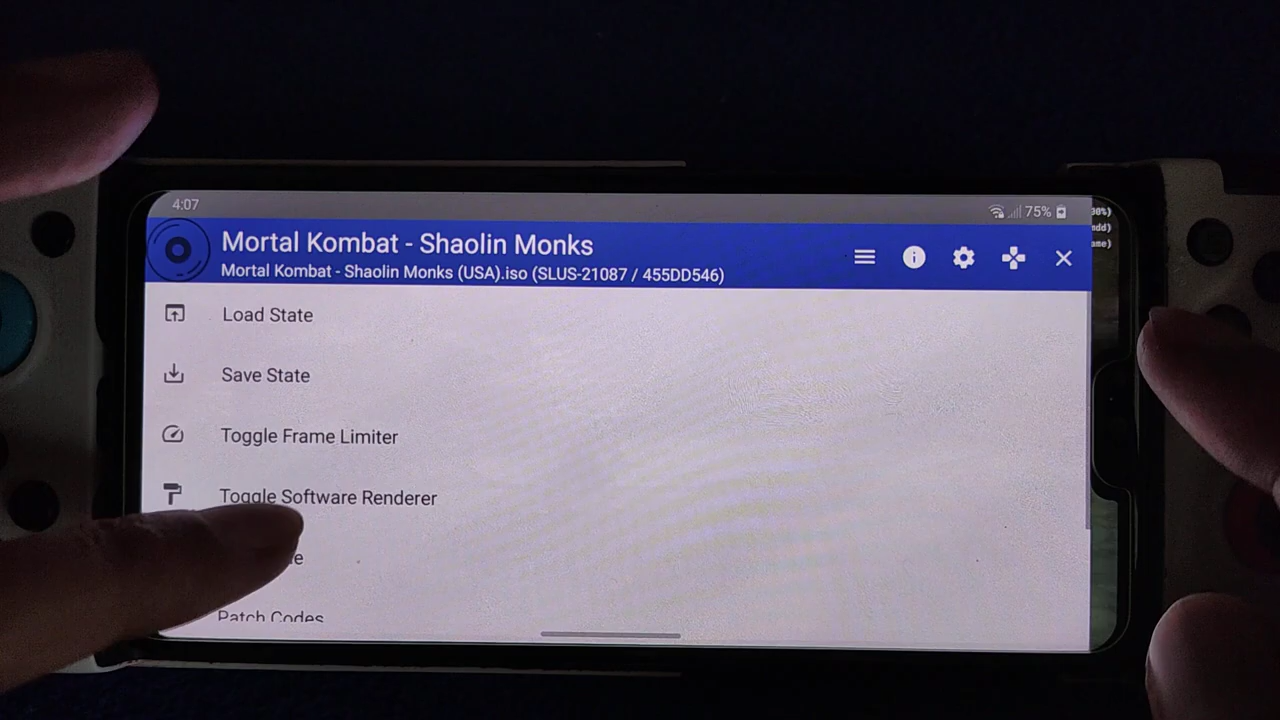 4:07
75%
Mortal Kombat - Shaolin Monks
Mortal Kombat - Shaolin Monks (USA).iso (SLUS-21087 / 455DD546)
Load State
Save State
Toggle Frame Limiter
Toggle Software Renderer
Patch Codes